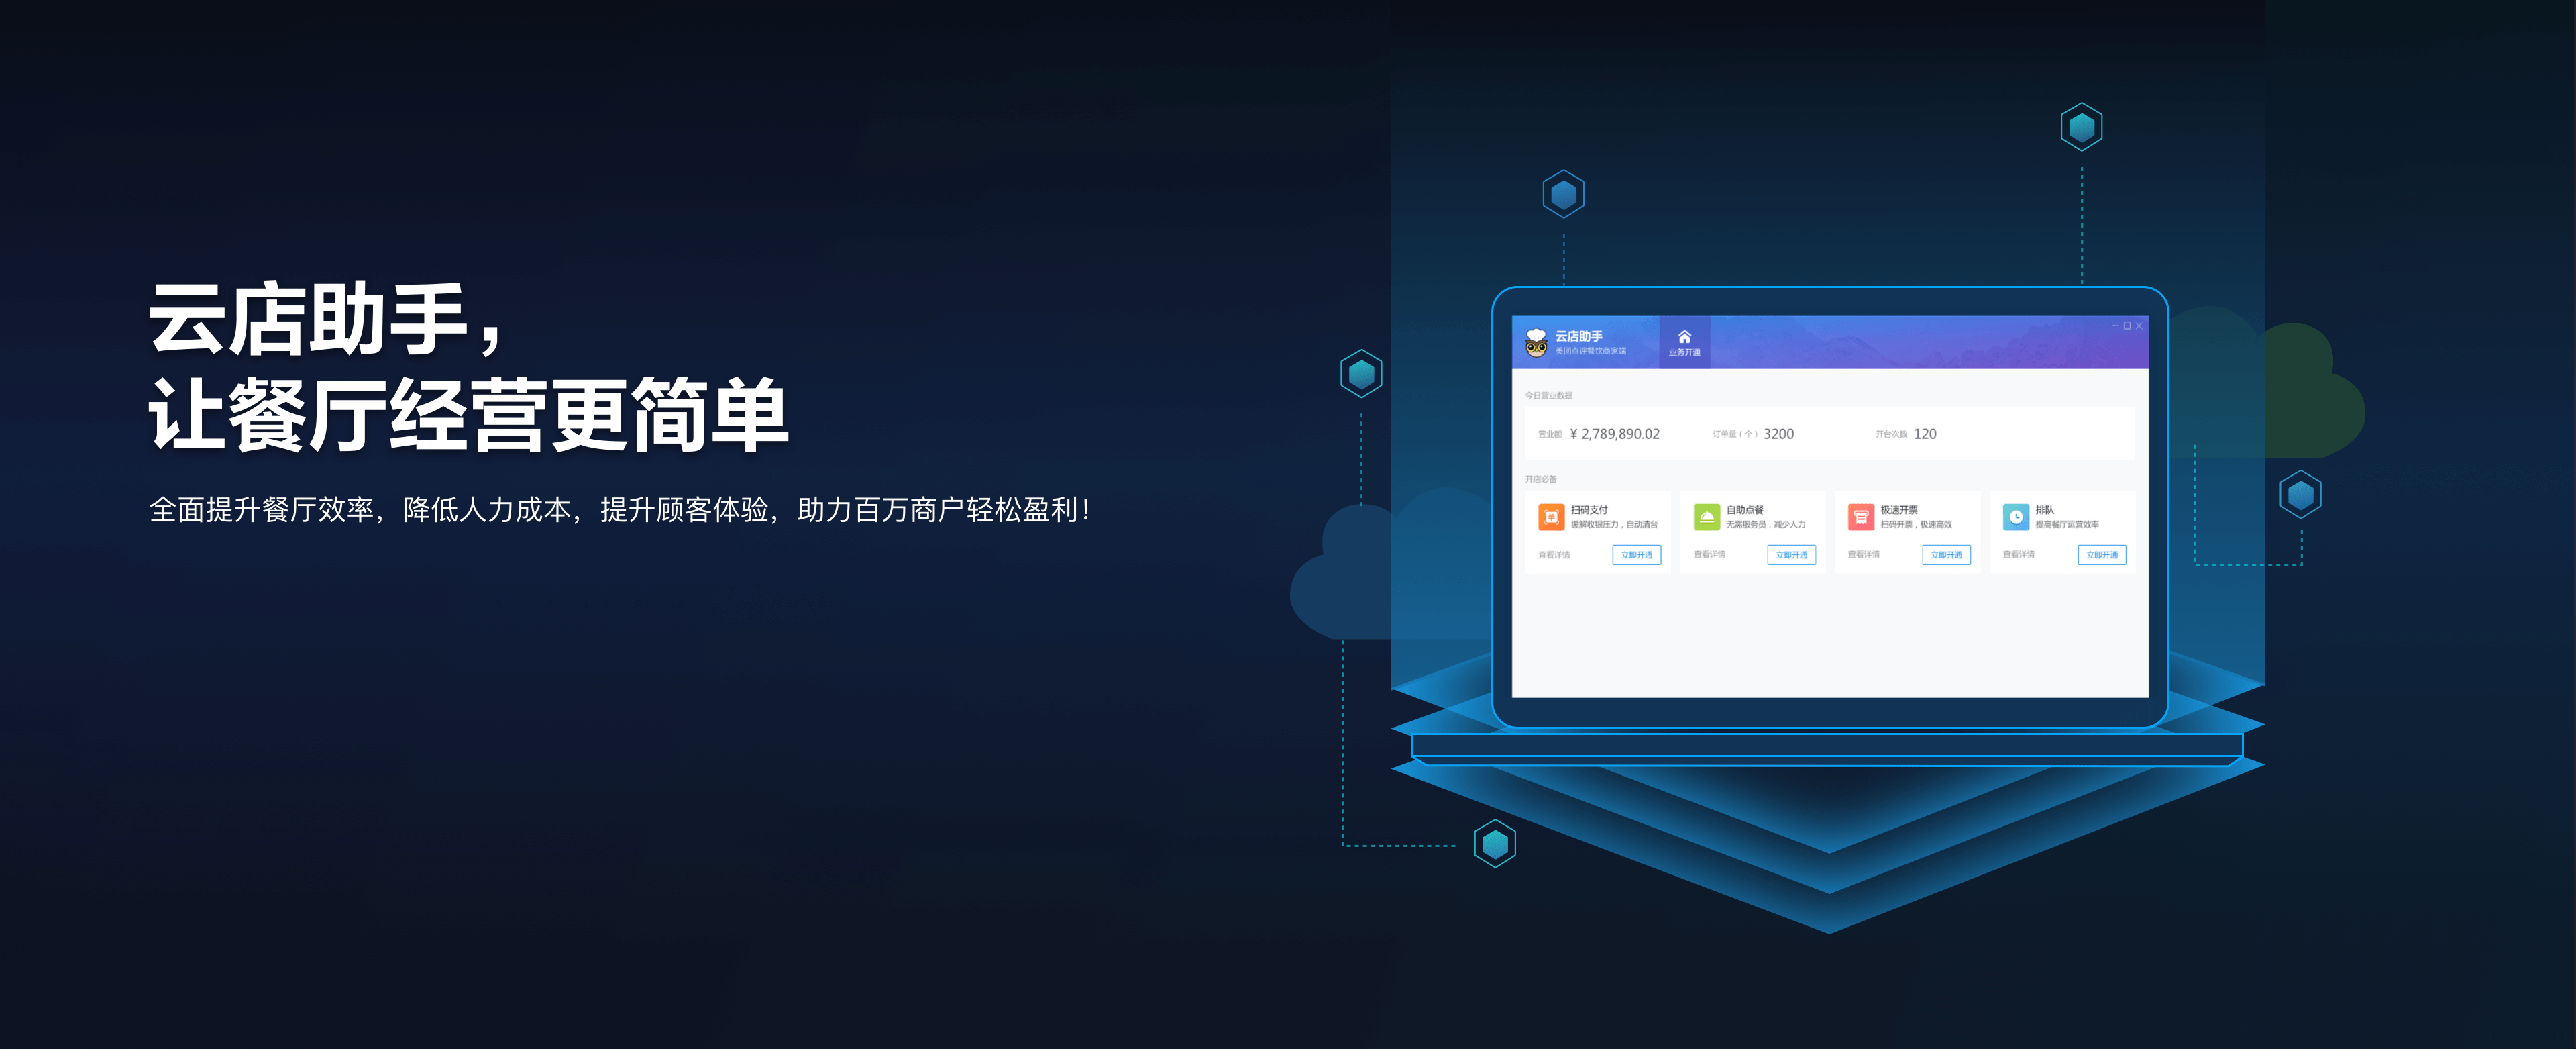 云店助手，
让餐厅经营更简单
全面提升餐厅效率，降低人力成本，提升顾客体验，助力百万商户轻松盈利！
云店助手
美团点评餐饮商家端
业务开通
今日营业数据
营业额 ¥ 2,789,890.02 订单量（个） 3200 开台次数 120
开店必备
扫码支付
缓解收银压力，自动清台
查看详情 立即开通
自助点餐
无需服务员，减少人力
查看详情 立即开通
极速开票
扫码开票，极速高效
查看详情 立即开通
排队
提高餐厅运营效率
查看详情 立即开通